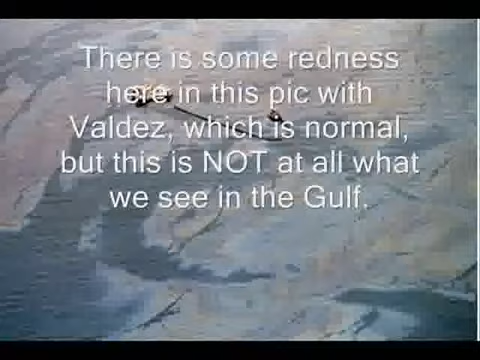 There is some redness
here in this pic with
Valdez, which is normal,
but this is NOT at all what
we see in the Gulf.